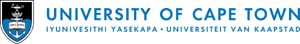 UNIVERSITY OF CAPE TOWN
IYUNIVESITHI YASEKAPA • UNIVERSITEIT VAN KAAPSTAD